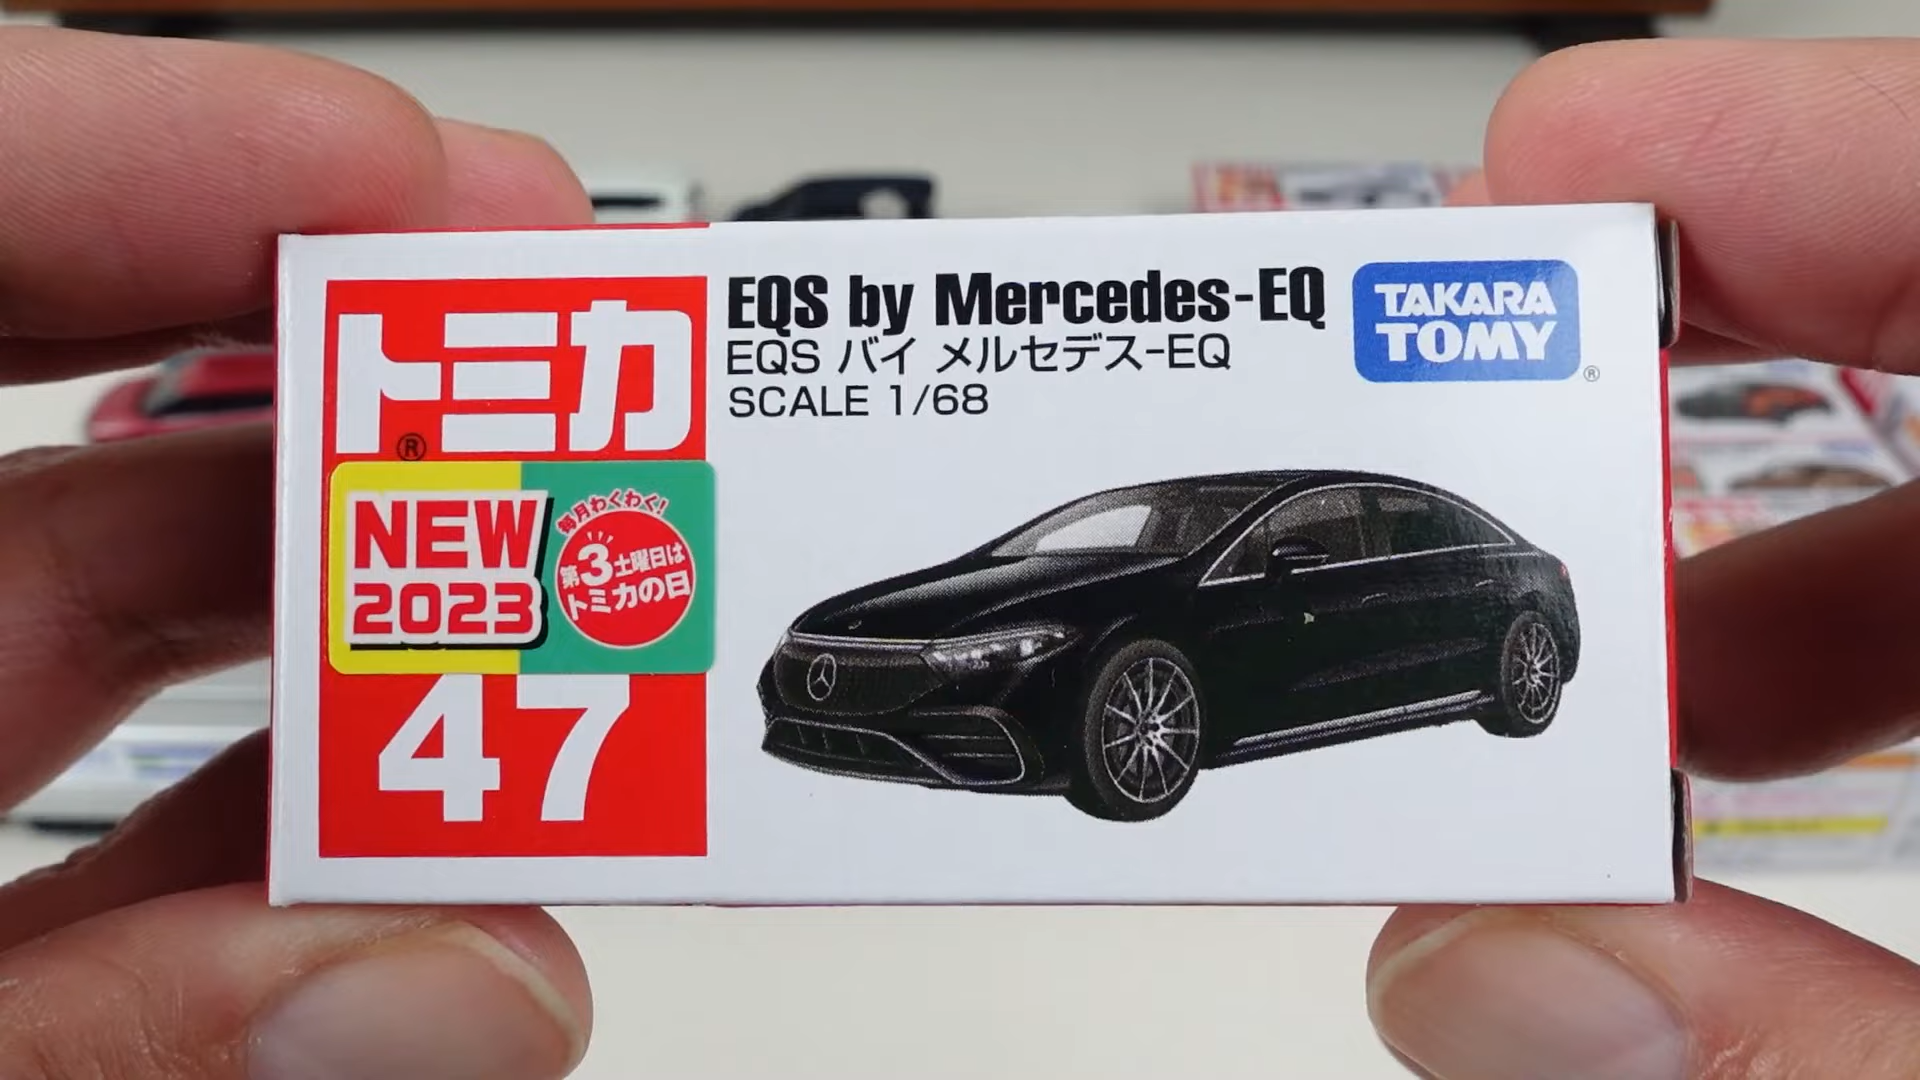 トミカ
®
NEW
2023
毎月わくわく!
第3土曜日は
トミカの日
47
EQS by Mercedes-EQ
EQS バイ メルセデス-EQ
SCALE 1/68
TAKARA
TOMY
®